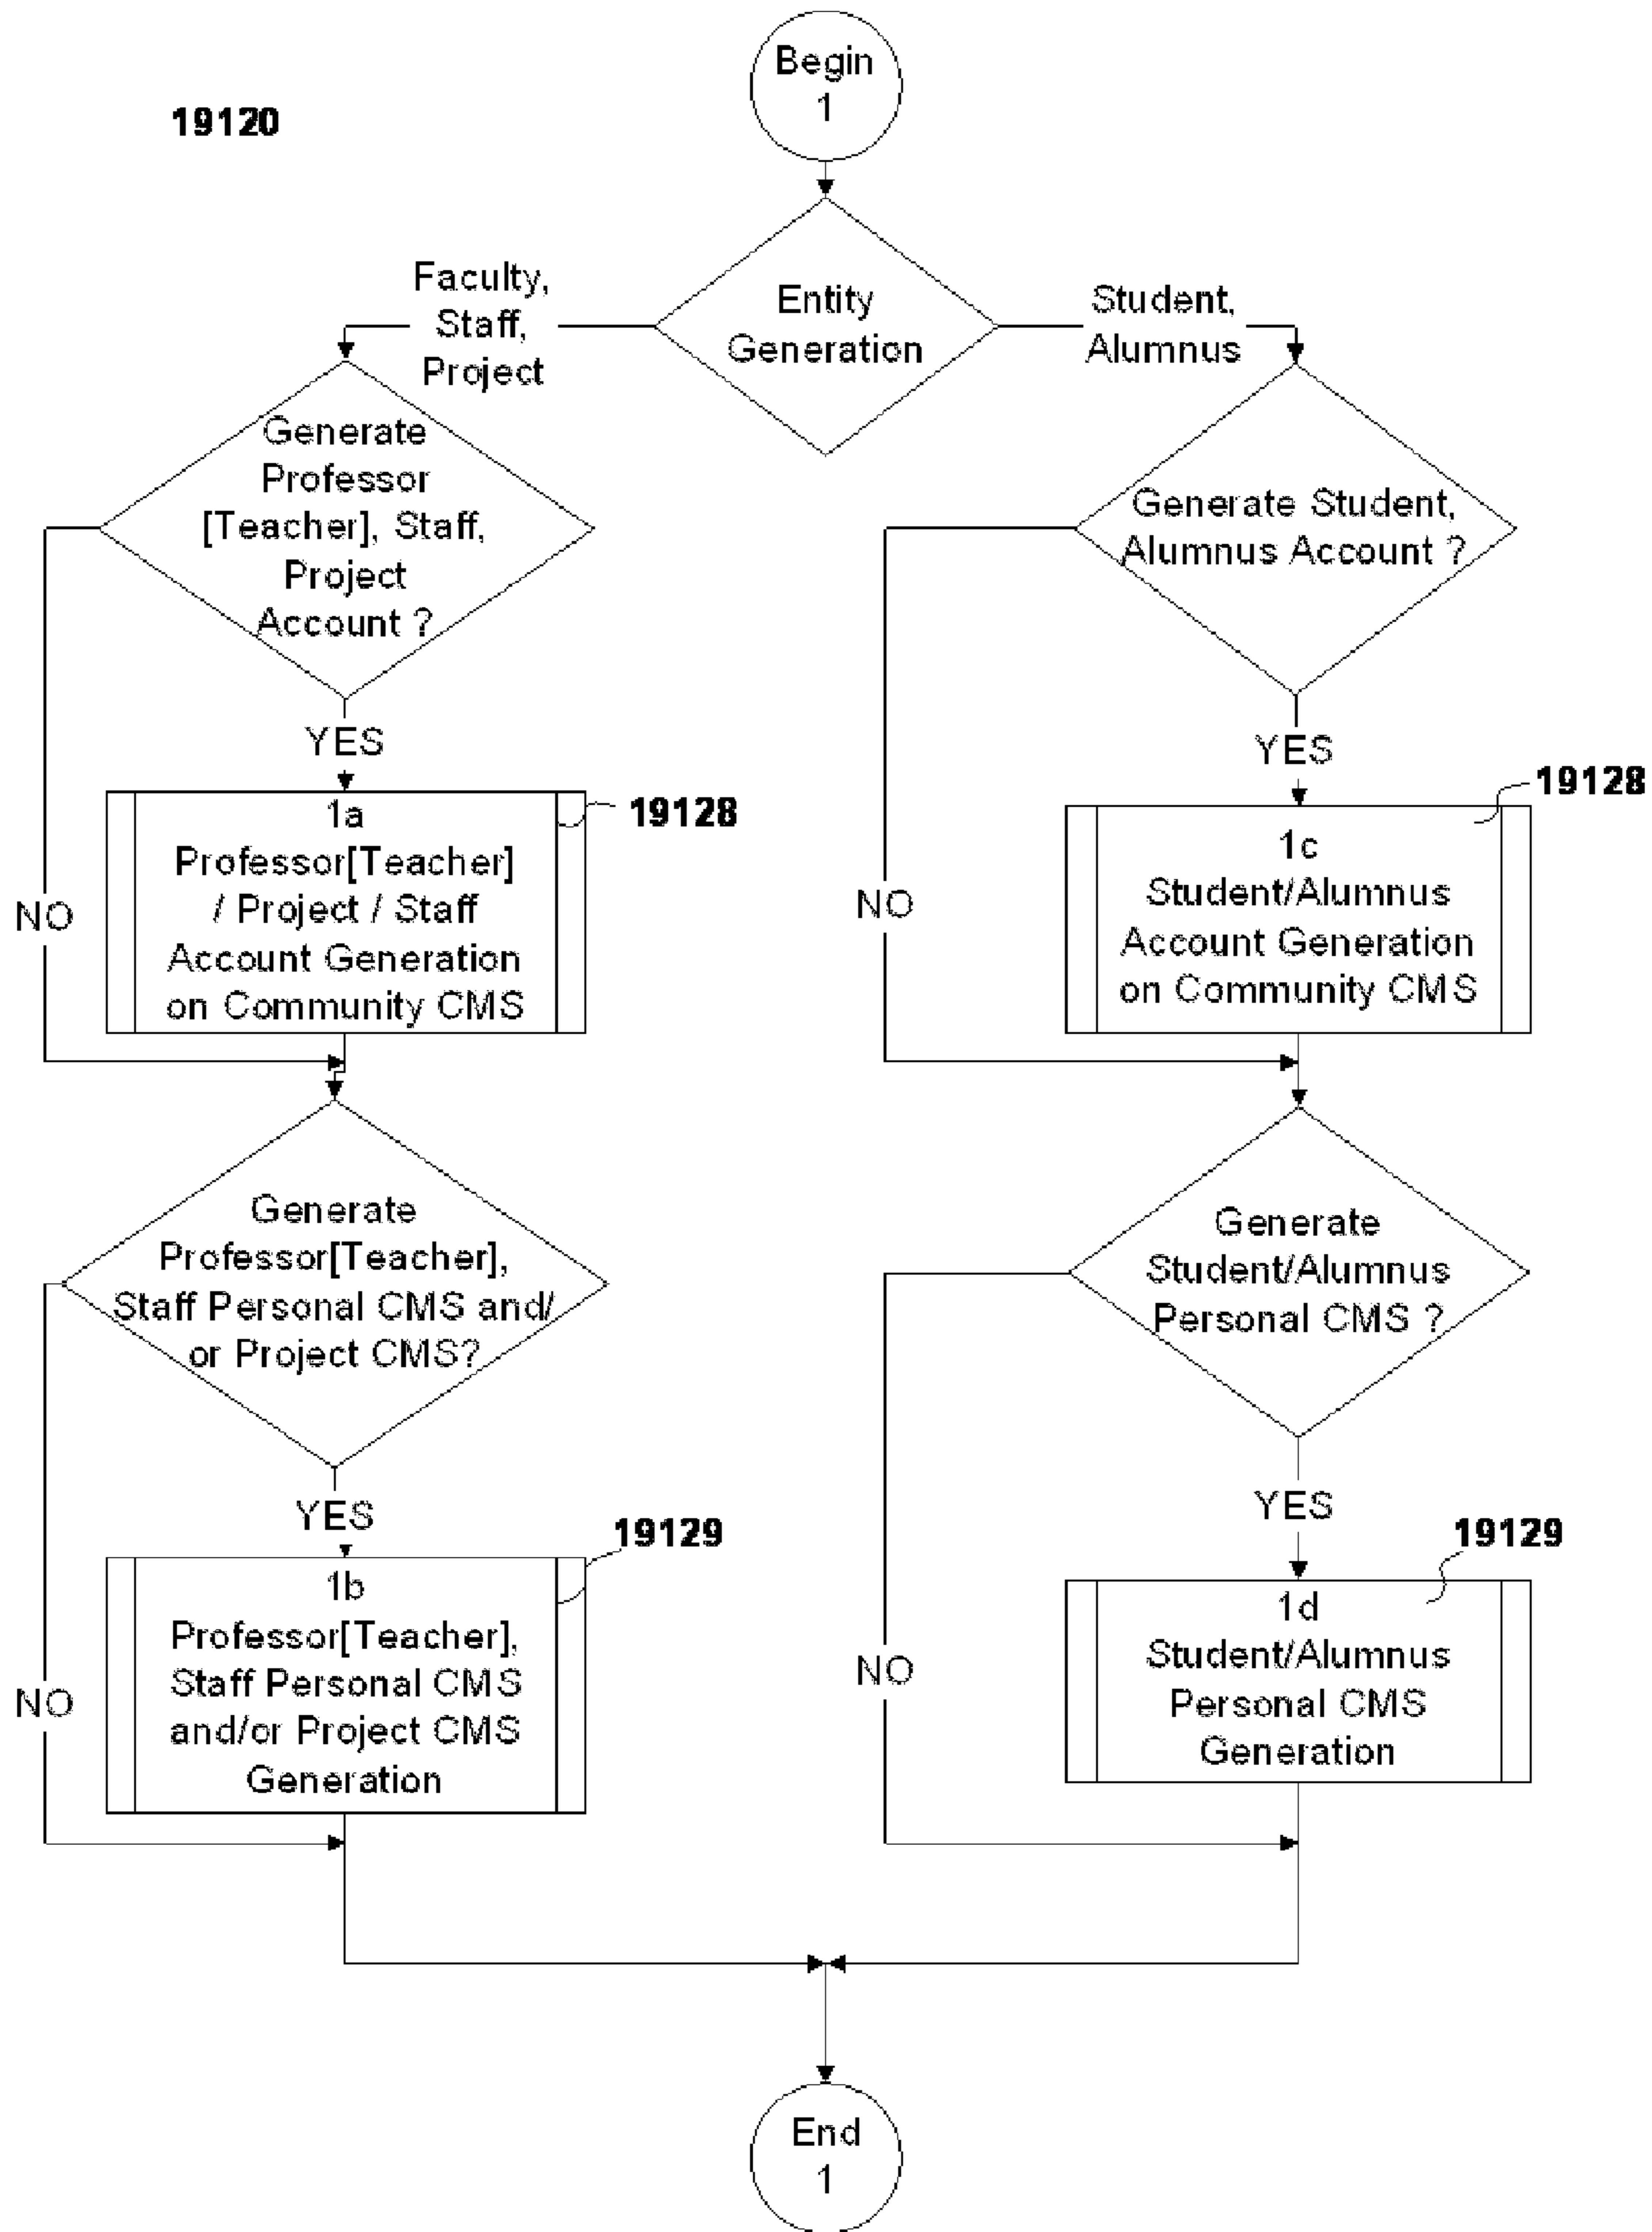 Begin
1
19120
Entity
Generation
Faculty,
Staff,
Project
Student,
Alumnus
Generate
Professor
[Teacher], Staff,
Project
Account ?
YES
NO
1a
Professor[Teacher]
/ Project / Staff
Account Generation
on Community CMS
19128
Generate
Professor[Teacher],
Staff Personal CMS and/
or Project CMS?
YES
NO
1b
Professor[Teacher],
Staff Personal CMS
and/or Project CMS
Generation
19129
Generate Student,
Alumnus Account ?
YES
NO
1c
Student/Alumnus
Account Generation
on Community CMS
19128
Generate
Student/Alumnus
Personal CMS ?
YES
NO
1d
Student/Alumnus
Personal CMS
Generation
19129
End
1